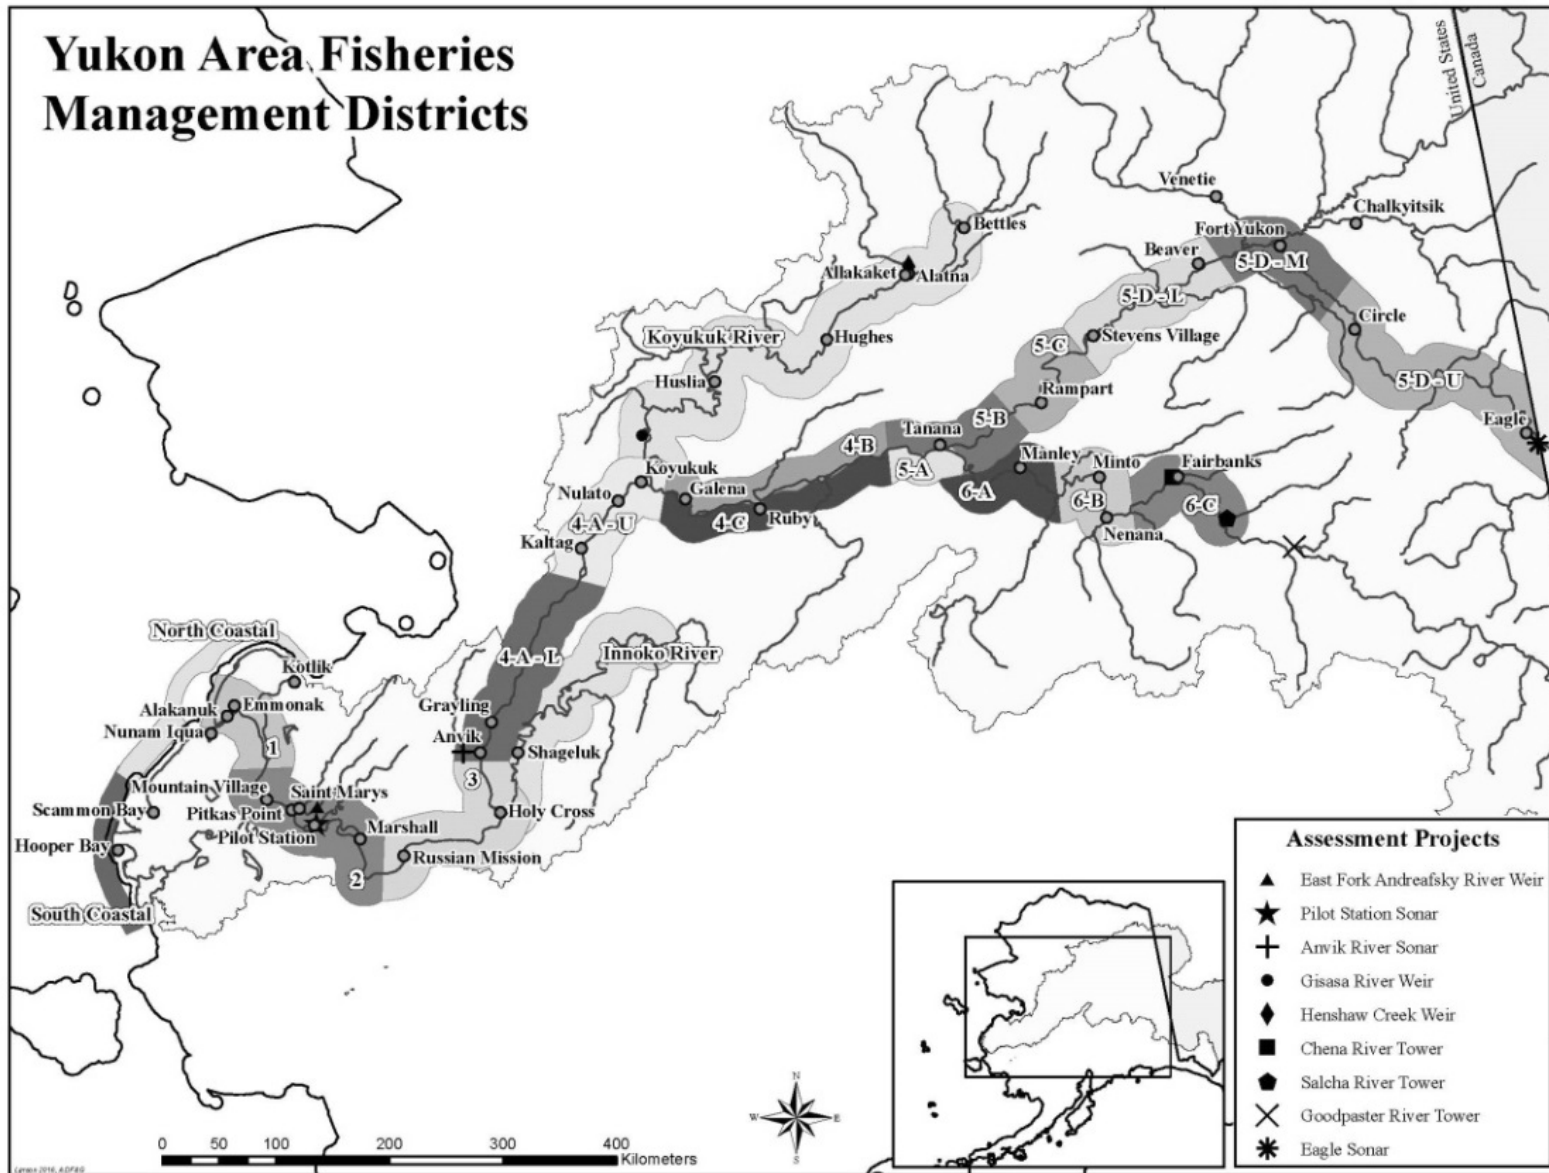 Yukon Area Fisheries
Management Districts
United States
Canada
Venetie
Chalkyitsik
Fort Yukon
Bettles
Beaver
5-D-M
Allakaket
Alatna
5-D-L
Circle
Koyukuk River
Hughes
Stevens Village
5-C
Huslia
Rampart
5-D-U
5-B
Eagle
Tanana
4-B
Manley
Minto
Fairbanks
Koyukuk
5-A
Nulato
Galena
6-A
6-B
6-C
4-A-U
4-C
Ruby
Nenana
Kaltag
North Coastal
4-A-L
Innoko River
Kotlik
Alakanuk
Emmonak
Grayling
Nunam Iqua
1
Anvik
Shageluk
3
Mountain Village
Saint Marys
Scammon Bay
Pitkas Point
Holy Cross
Pilot Station
Marshall
Hooper Bay
Russian Mission
2
South Coastal
Assessment Projects
East Fork Andreafsky River Weir
Pilot Station Sonar
Anvik River Sonar
Gisasa River Weir
Henshaw Creek Weir
Chena River Tower
Salcha River Tower
Goodpaster River Tower
Eagle Sonar
N
W E
S
0 50 100 200 300 400
Kilometers
Larson 2016, ADF&G